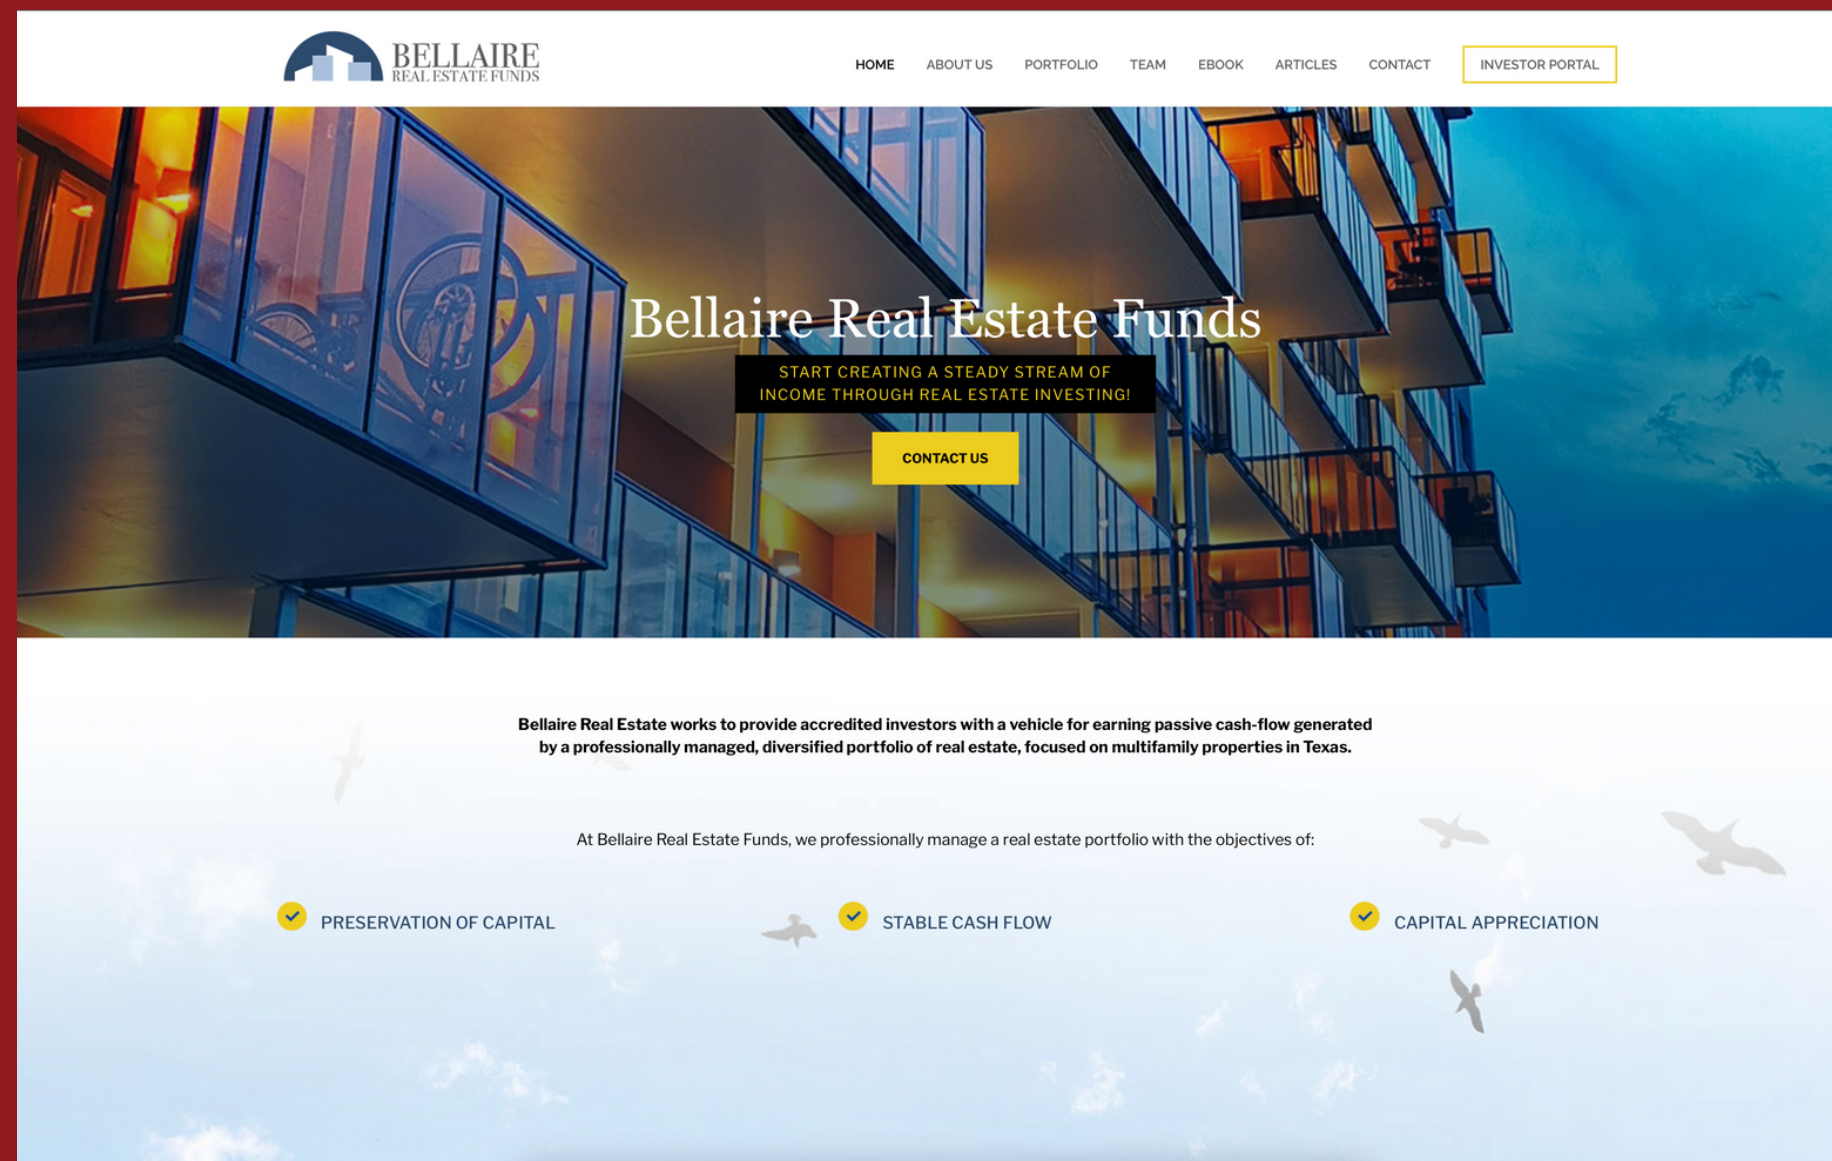 BELLAIRE
REAL ESTATE FUNDS
HOME ABOUT US PORTFOLIO TEAM EBOOK ARTICLES CONTACT INVESTOR PORTAL
Bellaire Real Estate Funds
START CREATING A STEADY STREAM OF
INCOME THROUGH REAL ESTATE INVESTING!
CONTACT US
Bellaire Real Estate works to provide accredited investors with a vehicle for earning passive cash-flow generated
by a professionally managed, diversified portfolio of real estate, focused on multifamily properties in Texas.
At Bellaire Real Estate Funds, we professionally manage a real estate portfolio with the objectives of:
PRESERVATION OF CAPITAL STABLE CASH FLOW CAPITAL APPRECIATION